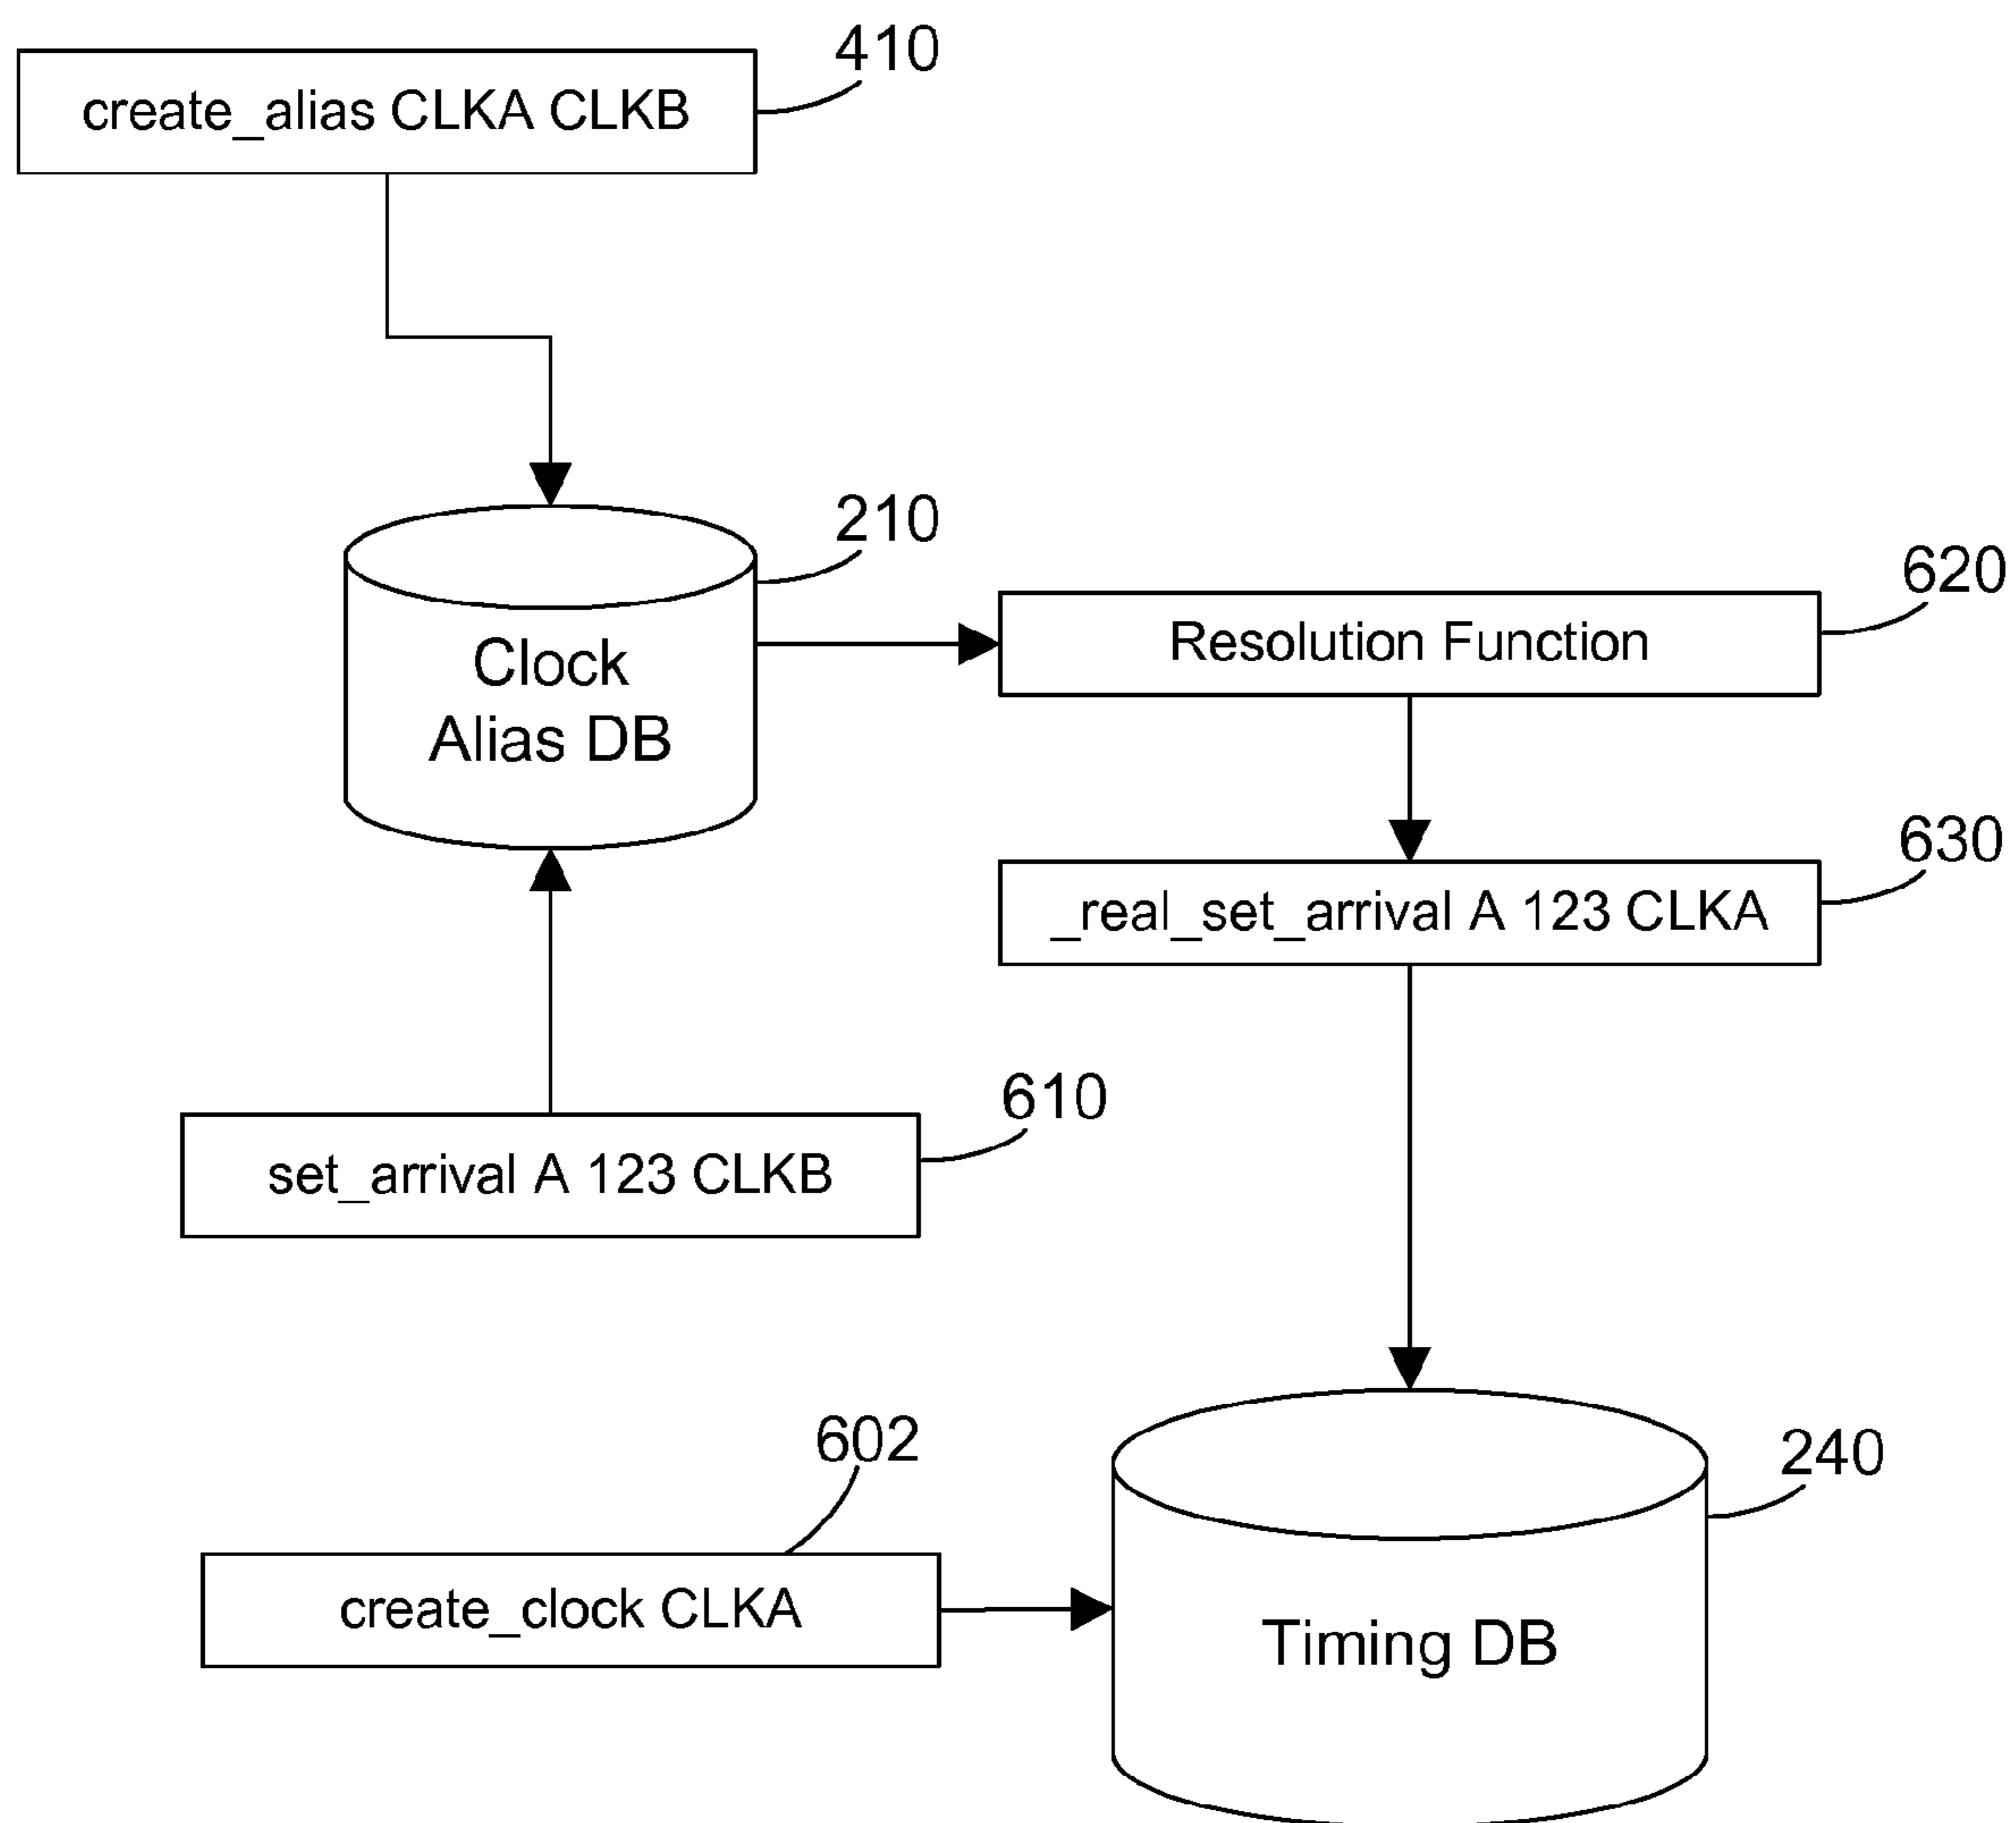 410
create_alias CLKA CLKB
210
Clock
Alias DB
620
Resolution Function
630
_real_set_arrival A 123 CLKA
610
set_arrival A 123 CLKB
602
create_clock CLKA
240
Timing DB